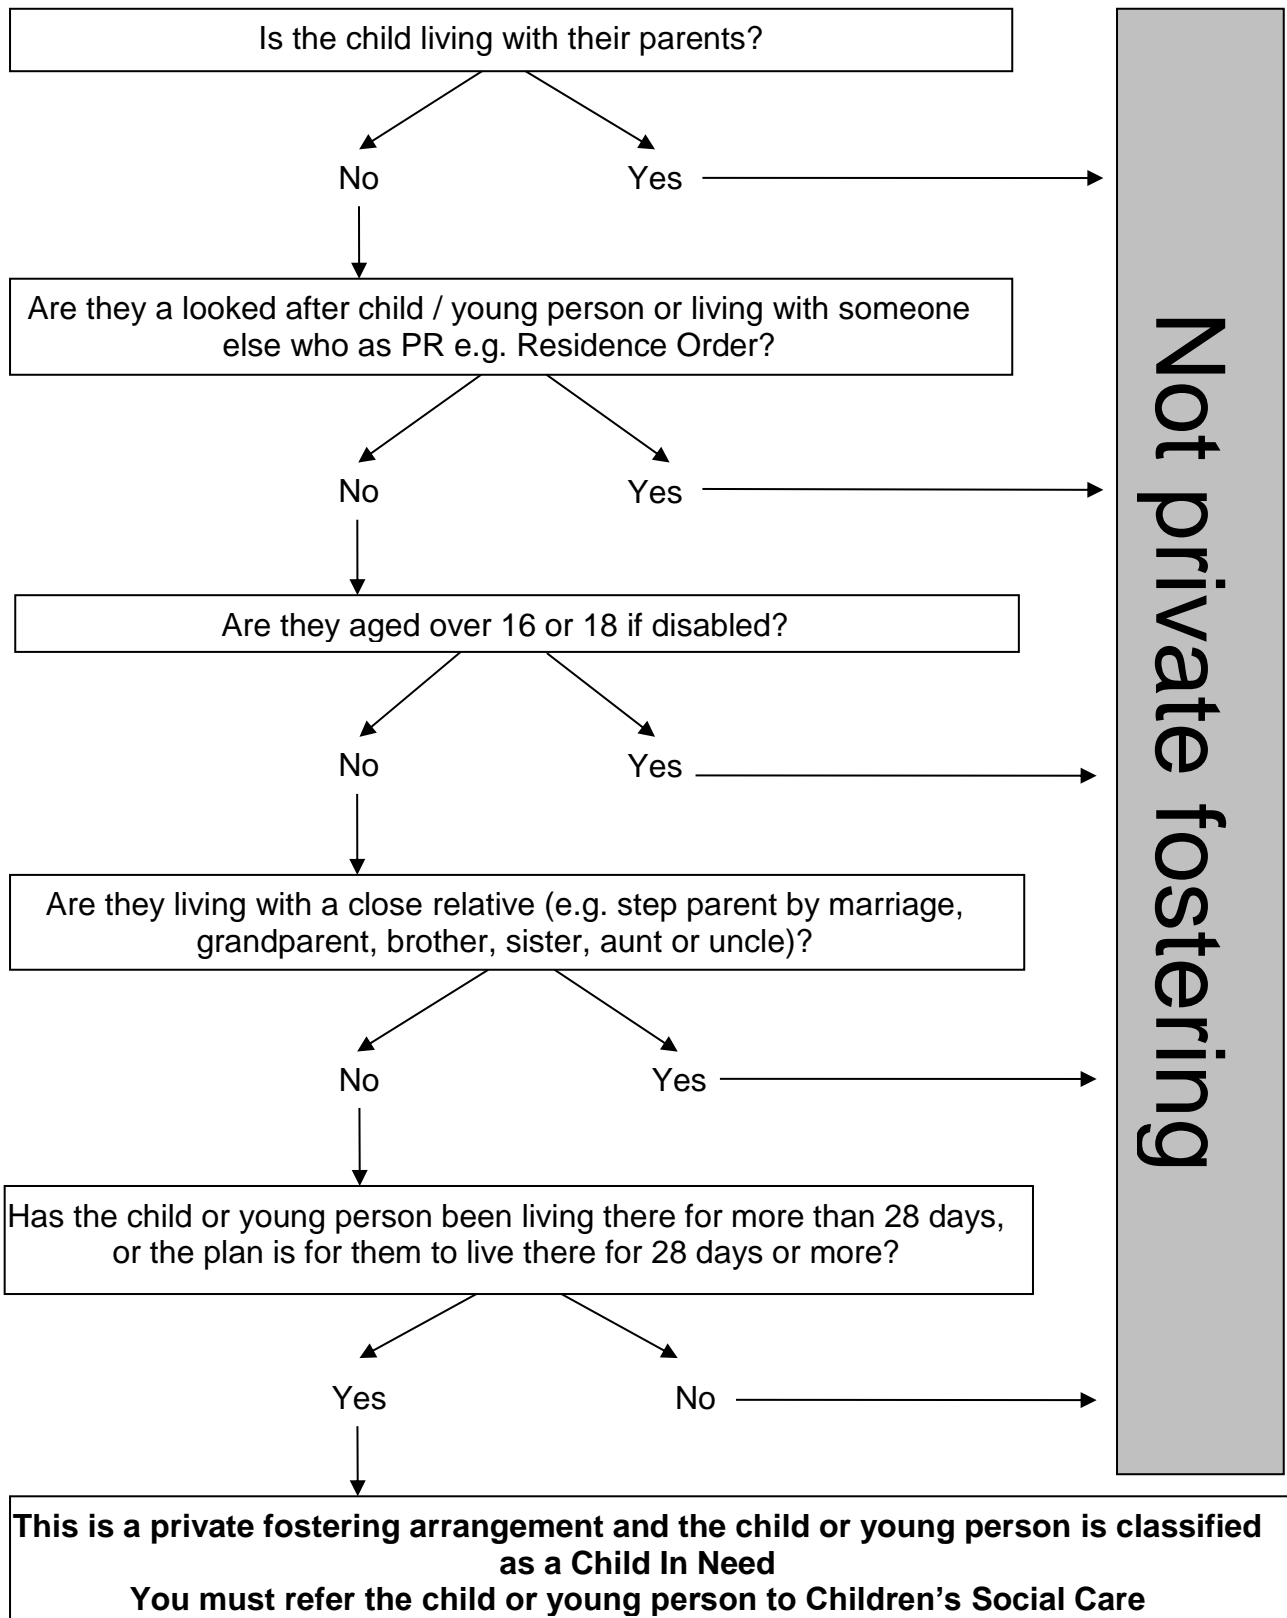 Is the child living with their parents?
No
Yes
Are they a looked after child / young person or living with someone
else who as PR e.g. Residence Order?
No
Yes
Are they aged over 16 or 18 if disabled?
No
Yes
Are they living with a close relative (e.g. step parent by marriage,
grandparent, brother, sister, aunt or uncle)?
No
Yes
Has the child or young person been living there for more than 28 days,
or the plan is for them to live there for 28 days or more?
Yes
No
Not private fostering
This is a private fostering arrangement and the child or young person is classified
as a Child In Need
You must refer the child or young person to Children’s Social Care